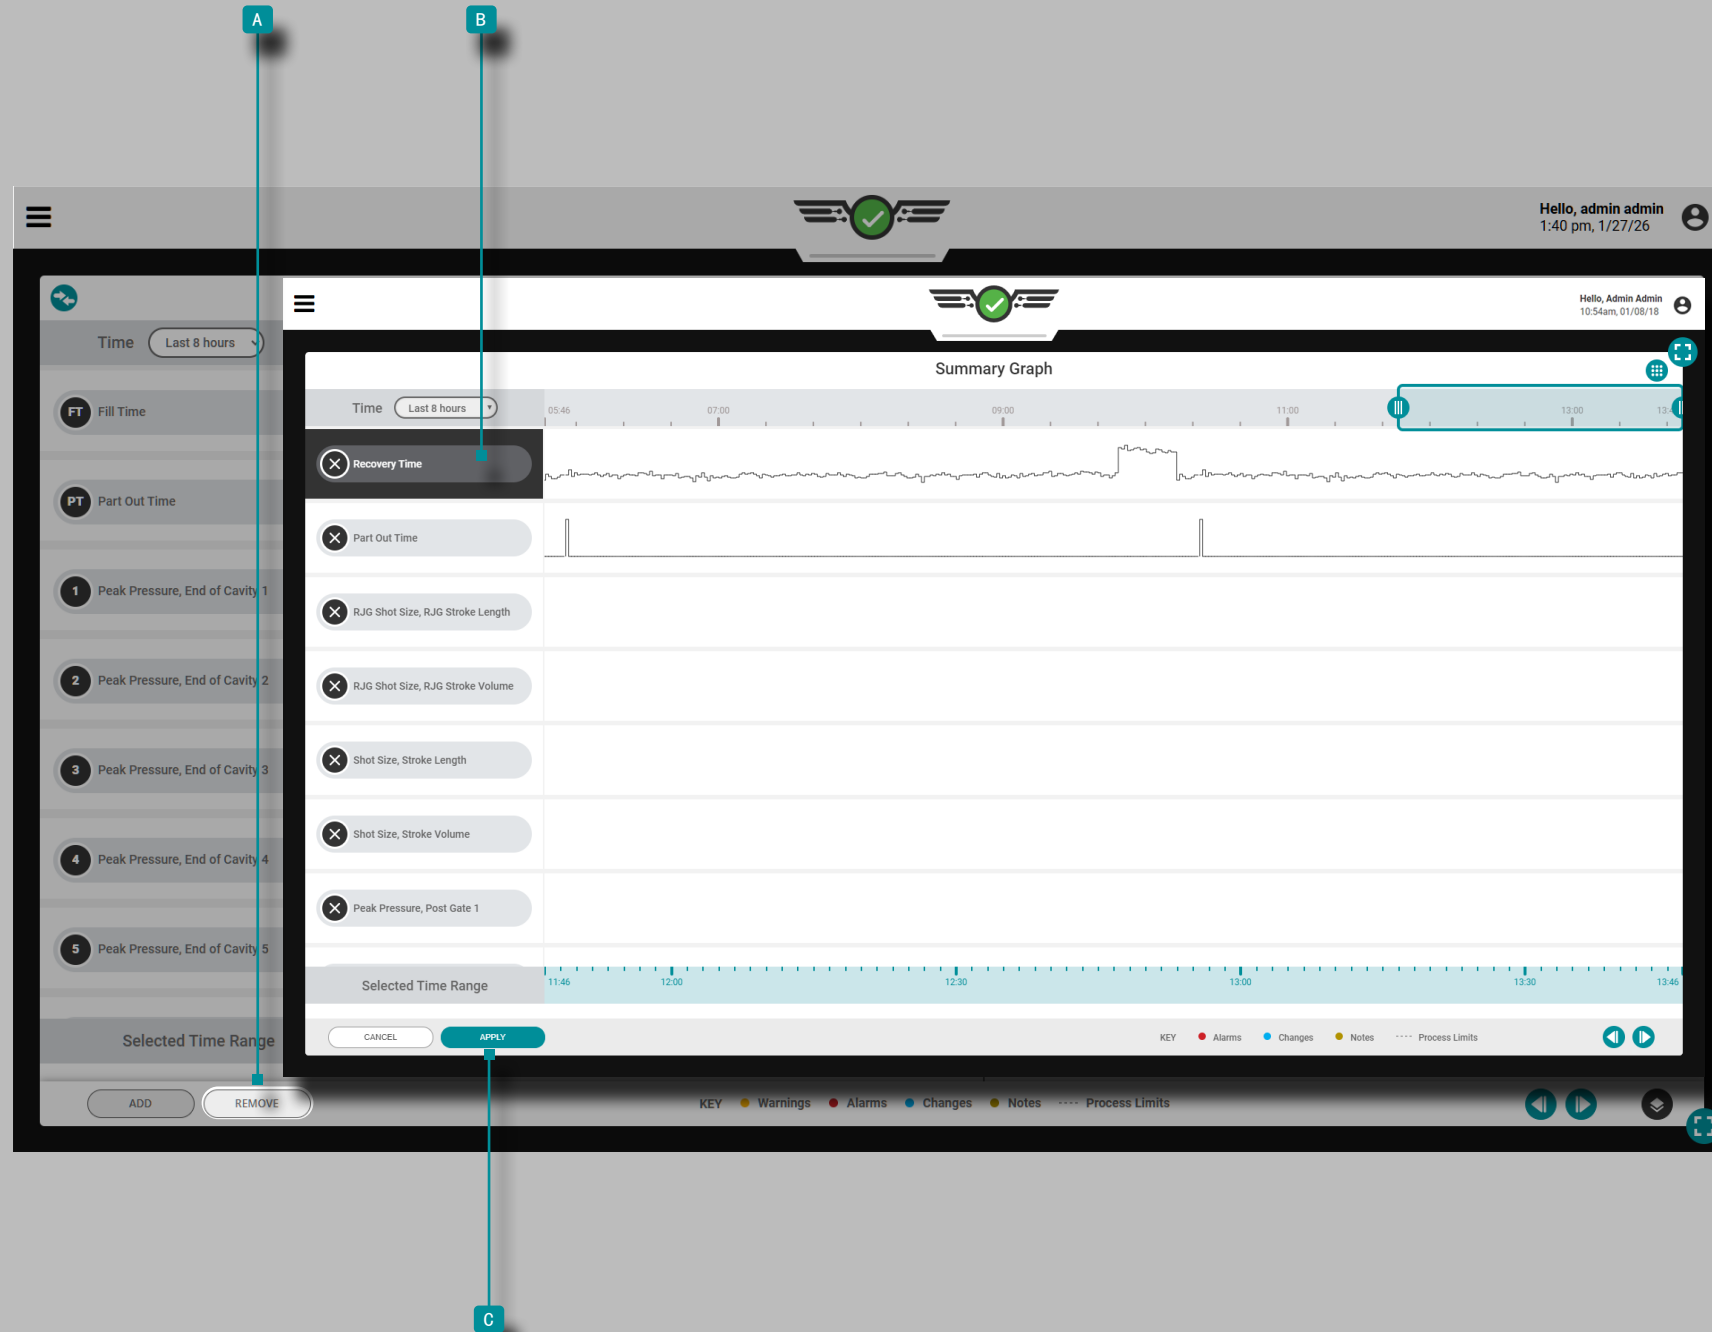 A
B
Hello, admin admin
1:40 pm, 1/27/26
Hello, Admin Admin
10:54am, 01/08/18
Summary Graph
Time Last 8 hours
Time Last 8 hours
05:46 07:00 09:00 11:00 13:00 13:4
FT Fill Time
Recovery Time
PT Part Out Time
Part Out Time
1 Peak Pressure, End of Cavity 1
RJG Shot Size, RJG Stroke Length
2 Peak Pressure, End of Cavity 2
RJG Shot Size, RJG Stroke Volume
3 Peak Pressure, End of Cavity 3
Shot Size, Stroke Length
4 Peak Pressure, End of Cavity 4
Shot Size, Stroke Volume
Peak Pressure, Post Gate 1
5 Peak Pressure, End of Cavity 5
Selected Time Range
11:46 12:00 12:30 13:00 13:30 13:46
Selected Time Range
CANCEL APPLY
KEY Alarms Changes Notes Process Limits
ADD REMOVE
KEY Warnings Alarms Changes Notes Process Limits
C